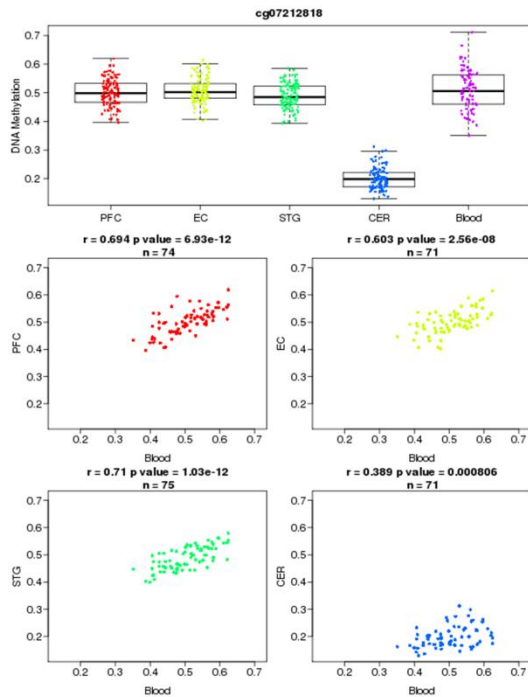 cg07212818
DNA Methylation
0.7
0.6
0.5
0.4
0.3
0.2
PFC EC STG CER Blood
r = 0.694 p value = 6.93e-12
n = 74
PFC
0.7
0.6
0.5
0.4
0.3
0.2
0.2 0.3 0.4 0.5 0.6 0.7
Blood
r = 0.603 p value = 2.56e-08
n = 71
EC
0.7
0.6
0.5
0.4
0.3
0.2
0.2 0.3 0.4 0.5 0.6 0.7
Blood
r = 0.71 p value = 1.03e-12
n = 75
STG
0.7
0.6
0.5
0.4
0.3
0.2
0.2 0.3 0.4 0.5 0.6 0.7
Blood
r = 0.389 p value = 0.000806
n = 71
CER
0.7
0.6
0.5
0.4
0.3
0.2
0.2 0.3 0.4 0.5 0.6 0.7
Blood